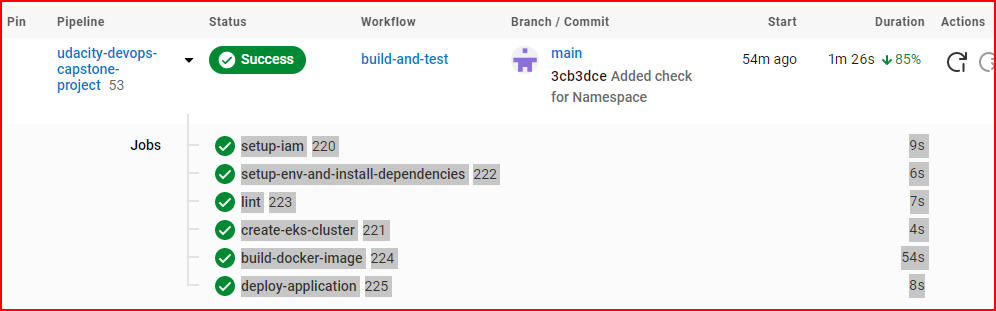 Pin Pipeline Status Workflow Branch / Commit Start Duration Actions
udacity-devops-capstone-project 53 Success build-and-test main 54m ago 1m 26s 85%
3cb3dce Added check for Namespace
Jobs
setup-iam 220 9s
setup-env-and-install-dependencies 222 6s
lint 223 7s
create-eks-cluster 221 4s
build-docker-image 224 54s
deploy-application 225 8s